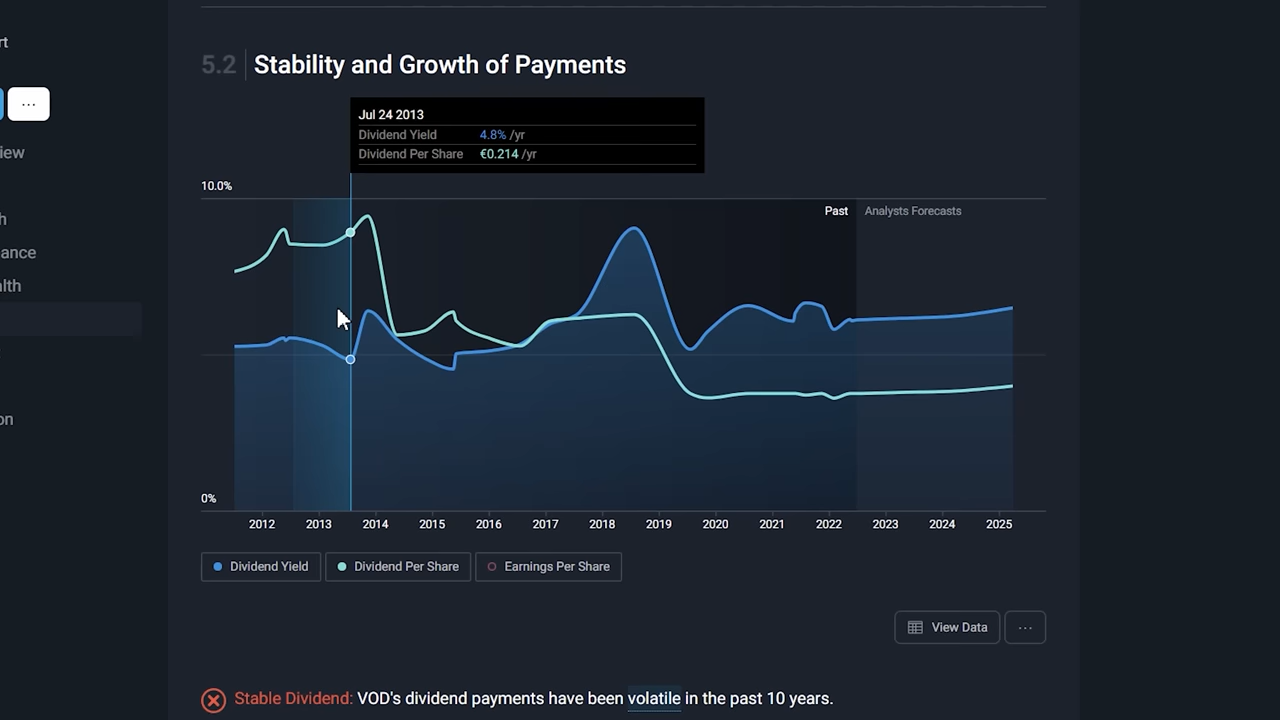 rt
5.2 Stability and Growth of Payments
...
Jul 24 2013
Dividend Yield 4.8% /yr
iew
Dividend Per Share €0.214 /yr
10.0%
Past Analysts Forecasts
h
ance
lth
on
0%
2012 2013 2014 2015 2016 2017 2018 2019 2020 2021 2022 2023 2024 2025
Dividend Yield Dividend Per Share Earnings Per Share
View Data ...
Stable Dividend: VOD's dividend payments have been volatile in the past 10 years.